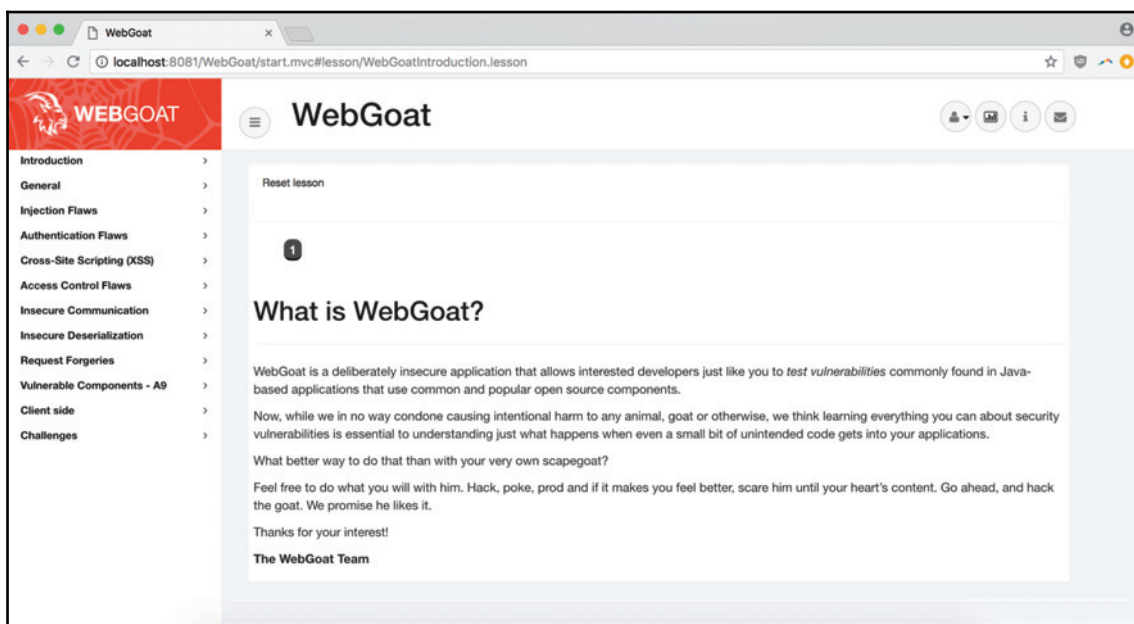 WebGoat
localhost:8081/WebGoat/start.mvc#lesson/WebGoatIntroduction.lesson
WEBGOAT
WebGoat
Introduction
General
Injection Flaws
Authentication Flaws
Cross-Site Scripting (XSS)
Access Control Flaws
Insecure Communication
Insecure Deserialization
Request Forgeries
Vulnerable Components - A9
Client side
Challenges
Reset lesson
1
What is WebGoat?
WebGoat is a deliberately insecure application that allows interested developers just like you to test vulnerabilities commonly found in Java-
based applications that use common and popular open source components.
Now, while we in no way condone causing intentional harm to any animal, goat or otherwise, we think learning everything you can about security
vulnerabilities is essential to understanding just what happens when even a small bit of unintended code gets into your applications.
What better way to do that than with your very own scapegoat?
Feel free to do what you will with him. Hack, poke, prod and if it makes you feel better, scare him until your heart's content. Go ahead, and hack
the goat. We promise he likes it.
Thanks for your interest!
The WebGoat Team